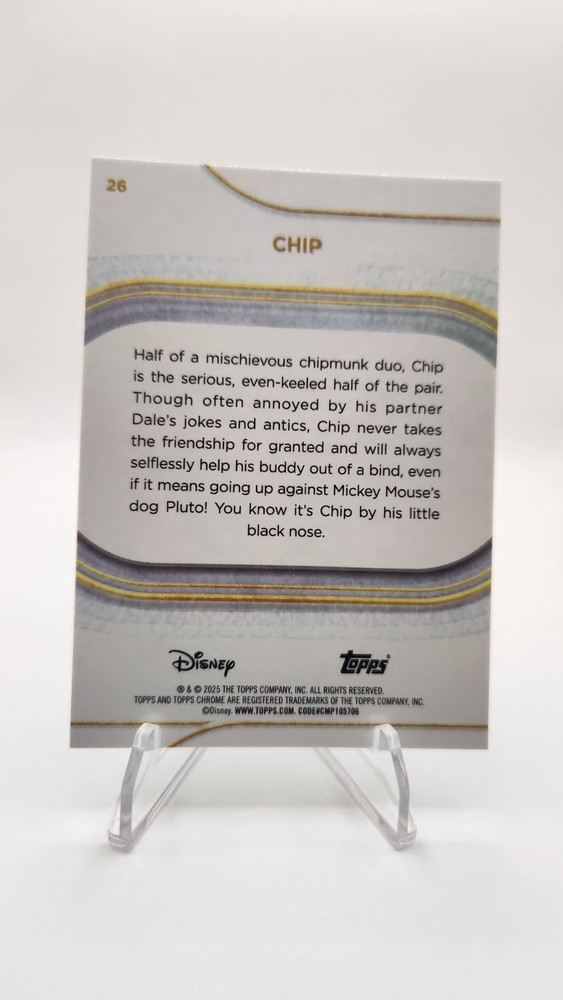 26
CHIP
Half of a mischievous chipmunk duo, Chip
is the serious, even-keeled half of the pair.
Though often annoyed by his partner
Dale's jokes and antics, Chip never takes
the friendship for granted and will always
selflessly help his buddy out of a bind, even
if it means going up against Mickey Mouse's
dog Pluto! You know it's Chip by his little
black nose.
Disney topps®
® & © 2025 THE TOPPS COMPANY, INC. ALL RIGHTS RESERVED.
TOPPS AND TOPPS CHROME ARE REGISTERED TRADEMARKS OF THE TOPPS COMPANY, INC.
©Disney. WWW.TOPPS.COM. CODE#CMP105706